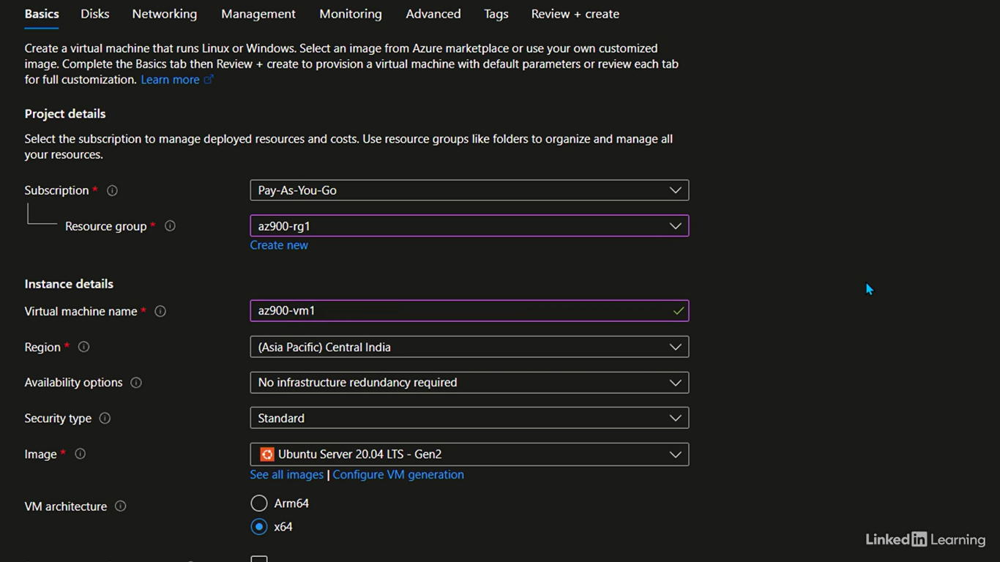 Basics Disks Networking Management Monitoring Advanced Tags Review + create
Create a virtual machine that runs Linux or Windows. Select an image from Azure marketplace or use your own customized
image. Complete the Basics tab then Review + create to provision a virtual machine with default parameters or review each tab
for full customization. Learn more
Project details
Select the subscription to manage deployed resources and costs. Use resource groups like folders to organize and manage all
your resources.
Subscription * Pay-As-You-Go
Resource group * az900-rg1
Create new
Instance details
Virtual machine name * az900-vm1
Region * (Asia Pacific) Central India
Availability options No infrastructure redundancy required
Security type Standard
Image * Ubuntu Server 20.04 LTS - Gen2
See all images | Configure VM generation
VM architecture Arm64
x64
LinkedIn Learning